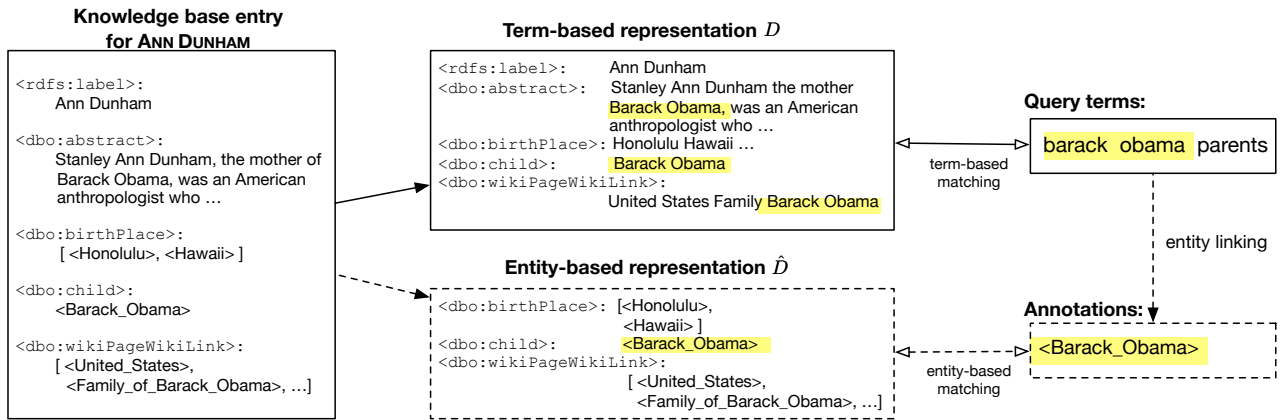 Knowledge base entry
for ANN DUNHAM
<rdfs:label>:
Ann Dunham
<dbo:abstract>:
Stanley Ann Dunham, the mother of
Barack Obama, was an American
anthropologist who ...
<dbo:birthPlace>:
[ <Honolulu>, <Hawaii> ]
<dbo:child>:
<Barack_Obama>
<dbo:wikiPageWikiLink>:
[ <United_States>,
<Family_of_Barack_Obama>, ...]
Term-based representation D
<rdfs:label>: Ann Dunham
<dbo:abstract>: Stanley Ann Dunham the mother
Barack Obama, was an American
anthropologist who ...
<dbo:birthPlace>: Honolulu Hawaii ...
<dbo:child>: Barack Obama
<dbo:wikiPageWikiLink>:
United States Family Barack Obama
Entity-based representation D̂
<dbo:birthPlace>: [<Honolulu>,
<Hawaii> ]
<dbo:child>: <Barack_Obama>
<dbo:wikiPageWikiLink>:
[ <United_States>,
<Family_of_Barack_Obama>, ...]
term-based
matching
entity-based
matching
Query terms:
barack obama parents
entity linking
Annotations:
<Barack_Obama>